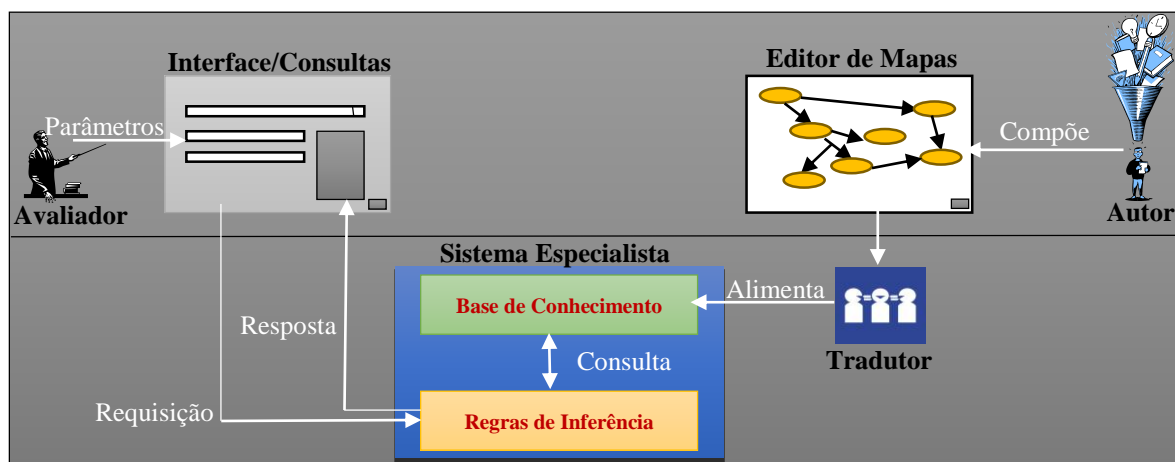 Interface/Consultas
Editor de Mapas
Parâmetros
Compõe
Avaliador
Autor
Sistema Especialista
Base de Conhecimento
Alimenta
Resposta
Consulta
Tradutor
Requisição
Regras de Inferência